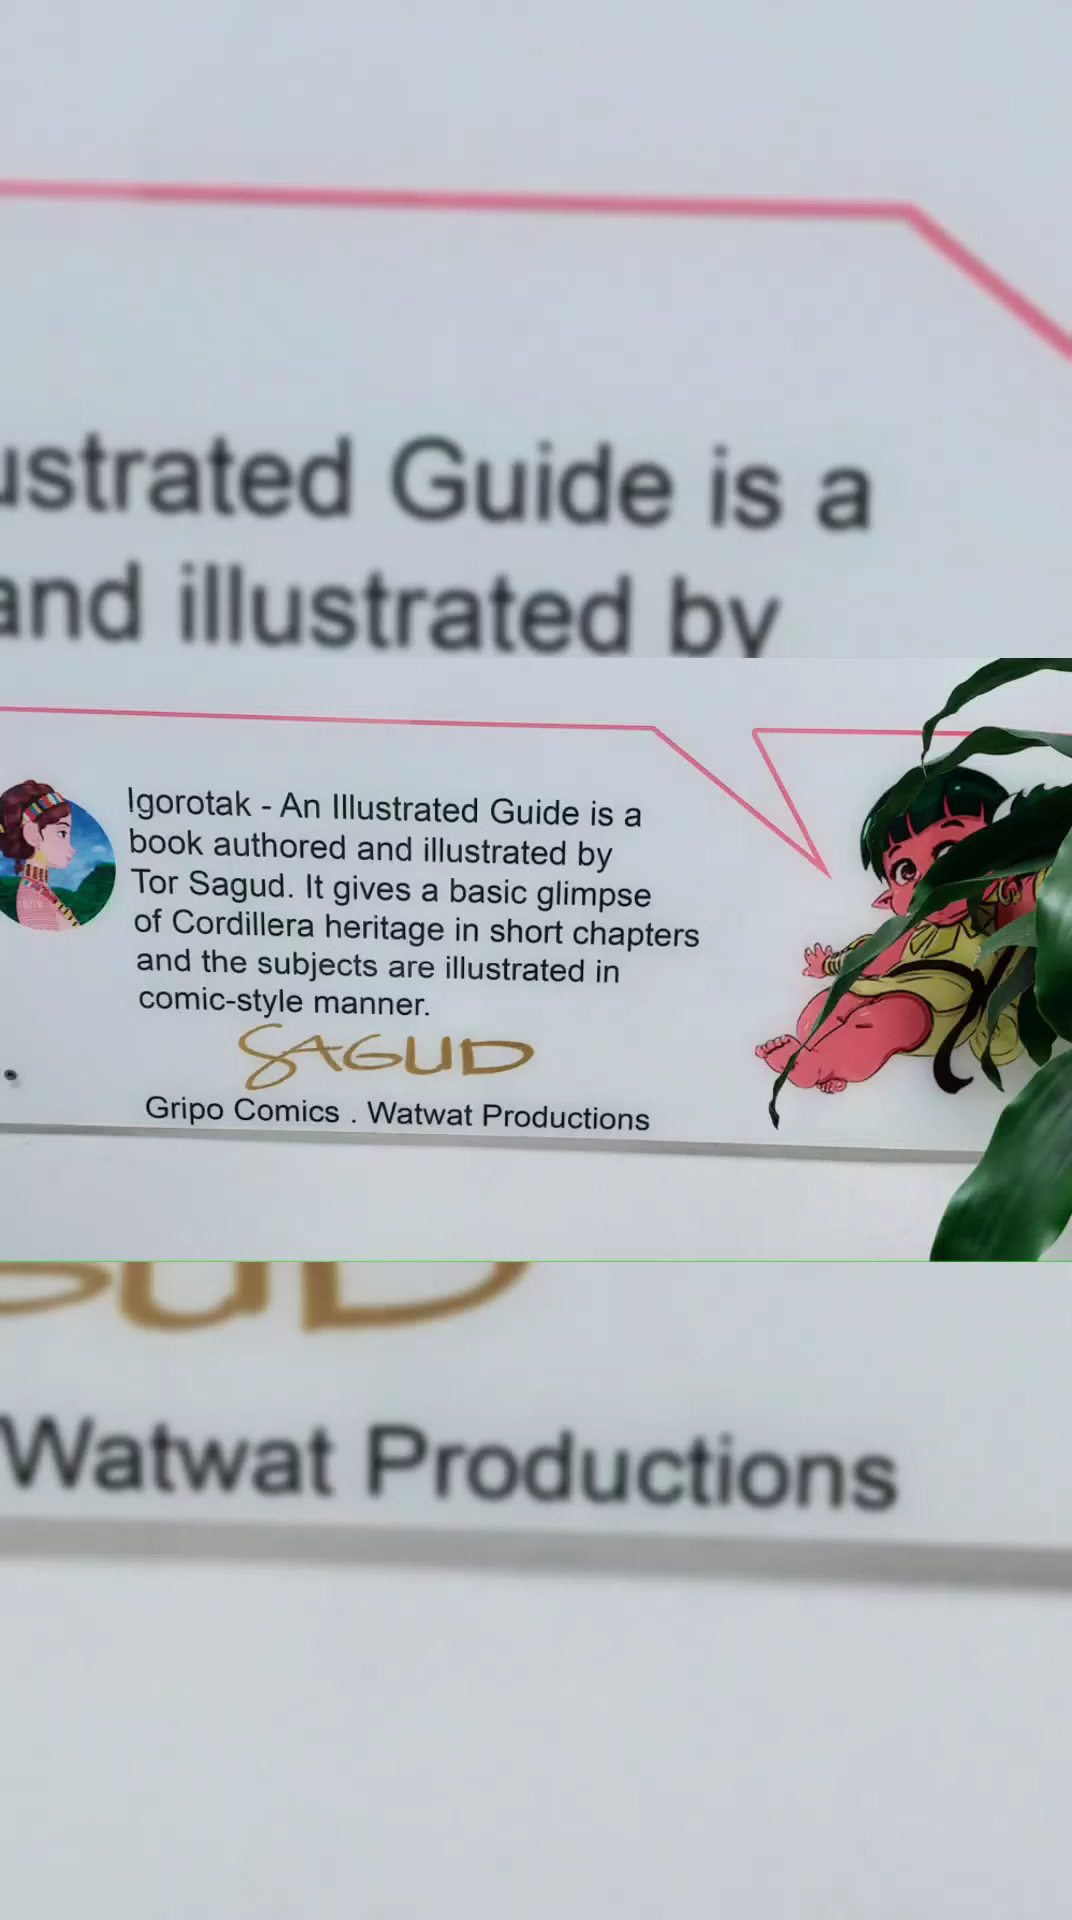 ustrated Guide is a
and illustrated by
Igorotak - An Illustrated Guide is a
book authored and illustrated by
Tor Sagud. It gives a basic glimpse
of Cordillera heritage in short chapters
and the subjects are illustrated in
comic-style manner.
SAGUD
Gripo Comics . Watwat Productions
GUD
Watwat Productions